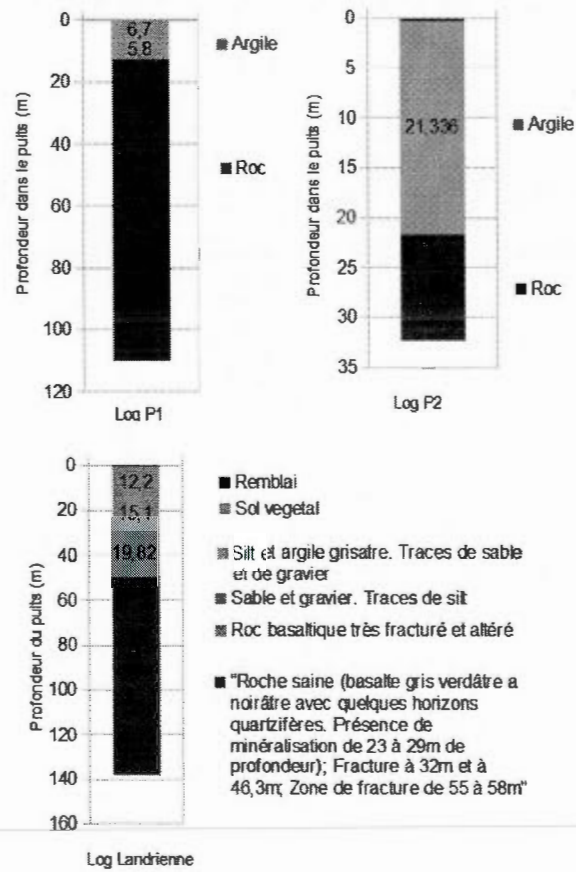 Profondeur dans le puits (m)
0
20
40
60
80
100
120
6,7
5,8
Argile
Roc
Log P1
Profondeur dans le puits (m)
0
5
10
15
20
25
30
35
21,336
Argile
Roc
Log P2
Profondeur du puits (m)
0
20
40
60
80
100
120
140
160
12,2
15,1
19,82
Remblai
Sol vegetal
Silt et argile grisatre. Traces de sable
et de gravier
Sable et gravier. Traces de silt
Roc basaltique très fracturé et altéré
"Roche saine (basalte gris verdâtre a
noirâtre avec quelques horizons
quartzifères. Présence de
minéralisation de 23 à 29m de
profondeur); Fracture à 32m et à
46,3m; Zone de fracture de 55 à 58m"
Log Landrienne